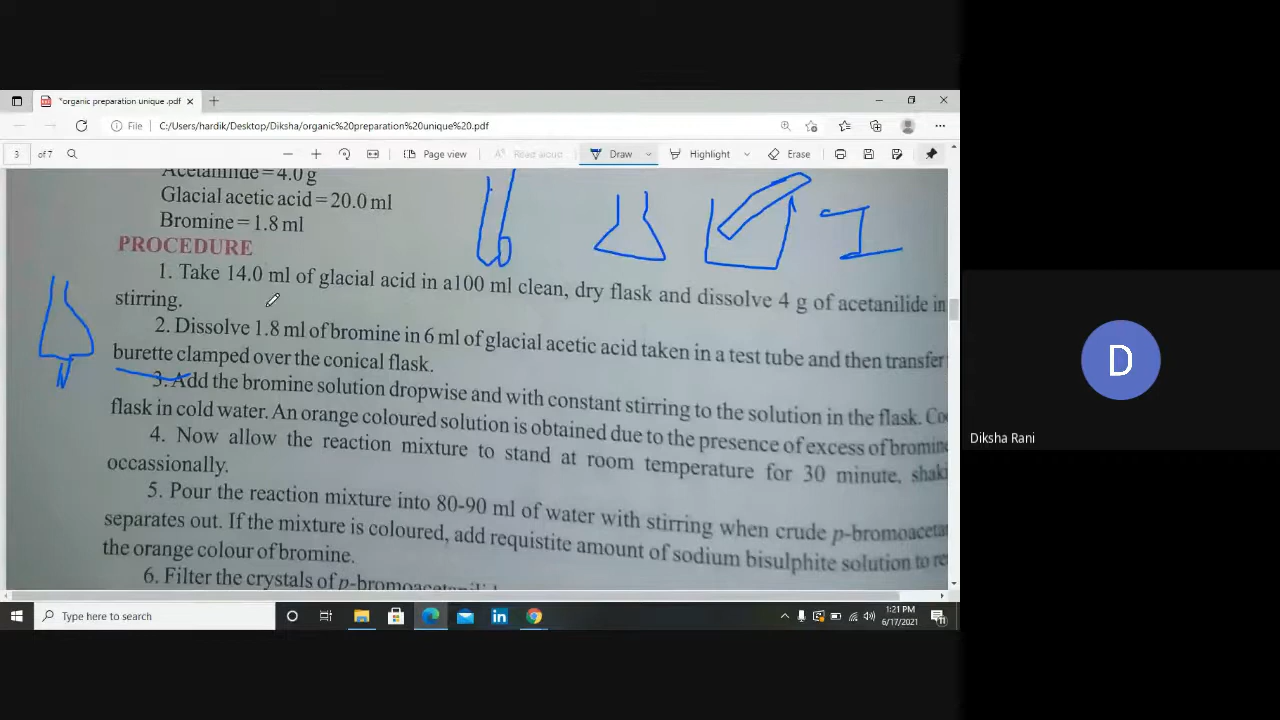 *organic preparation unique .pdf
File
C:/Users/hardik/Desktop/Diksha/organic%20preparation%20unique%20.pdf
3 of 7
Page view
Read aloud
Draw
Highlight
Erase
Acetanilide = 4.0 g
Glacial acetic acid = 20.0 ml
Bromine = 1.8 ml
PROCEDURE
1. Take 14.0 ml of glacial acid in a100 ml clean, dry flask and dissolve 4 g of acetanilide in
stirring.
2. Dissolve 1.8 ml of bromine in 6 ml of glacial acetic acid taken in a test tube and then transfer
burette clamped over the conical flask.
3. Add the bromine solution dropwise and with constant stirring to the solution in the flask. Co
flask in cold water. An orange coloured solution is obtained due to the presence of excess of bromine
4. Now allow the reaction mixture to stand at room temperature for 30 minute, shaki
occassionally.
5. Pour the reaction mixture into 80-90 ml of water with stirring when crude p-bromoaceta
separates out. If the mixture is coloured, add requistite amount of sodium bisulphite solution to re
the orange colour of bromine.
6. Filter the crystals of p-bromoacetanilid
D
Diksha Rani
Type here to search
1:21 PM
6/17/2021